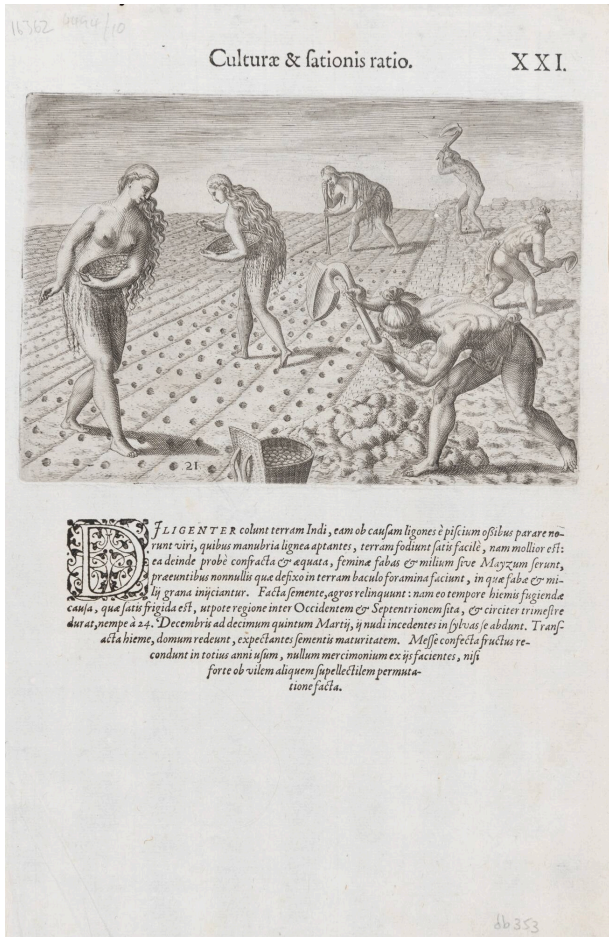 16362
Culturæ & sationis ratio. XXI.
21
DILIGENTER colunt terram Indi, eam ob causam ligones è piscium ossibus parare no-
runt viri, quibus manubria lignea aptantes, terram fodiunt satis facilè, nam mollior est:
ea deinde probè confracta & æquata, feminæ fabas & milium sive Mayzum serunt,
præeuntibus nonnullis quæ defixo in terram baculo foramina faciunt, in quæ fabæ & mi-
lij grana inijciantur. Facta semente, agros relinquunt: nam eo tempore hiemis fugiendæ
causa, quæ satis frigida est, utpote regione inter Occidentem & Septentrionem sita, & circiter trimestre
durat, nempe à 24. Decembris ad decimum quintum Martij, ij nudi incedentes in sylvas se abdunt. Trans-
acta hieme, domum redeunt, expectantes sementis maturitatem. Messe confecta fructus re-
condunt in totius anni usum, nullum mercimonium ex ijs facientes, nisi
forte ob vilem aliquem supellectilem permuta-
tione facta.
bb 353